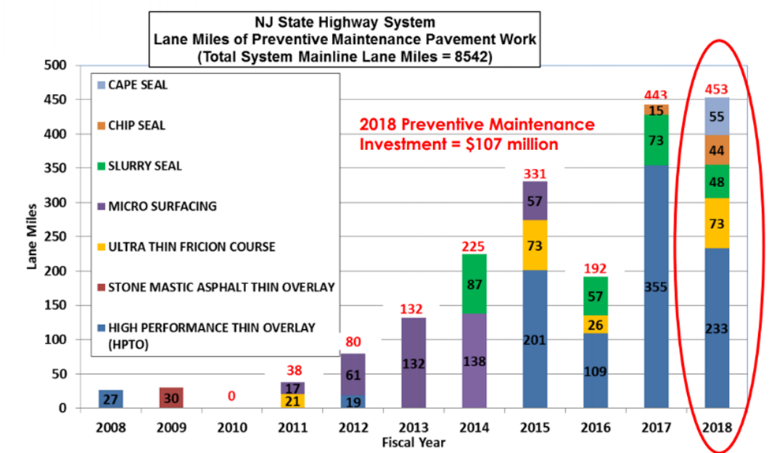 NJ State Highway System
Lane Miles of Preventive Maintenance Pavement Work
(Total System Mainline Lane Miles = 8542)
500
450
400
350
300
250
200
150
100
50
0
Lane Miles
CAPE SEAL
CHIP SEAL
SLURRY SEAL
MICRO SURFACING
ULTRA THIN FRICION COURSE
STONE MASTIC ASPHALT THIN OVERLAY
HIGH PERFORMANCE THIN OVERLAY
(HPTO)
2018 Preventive Maintenance
Investment = $107 million
27
30
0
38
17
21
80
61
19
132
132
225
87
138
331
57
73
201
192
57
26
109
443
15
73
355
453
55
44
48
73
233
2008 2009 2010 2011 2012 2013 2014 2015 2016 2017 2018
Fiscal Year